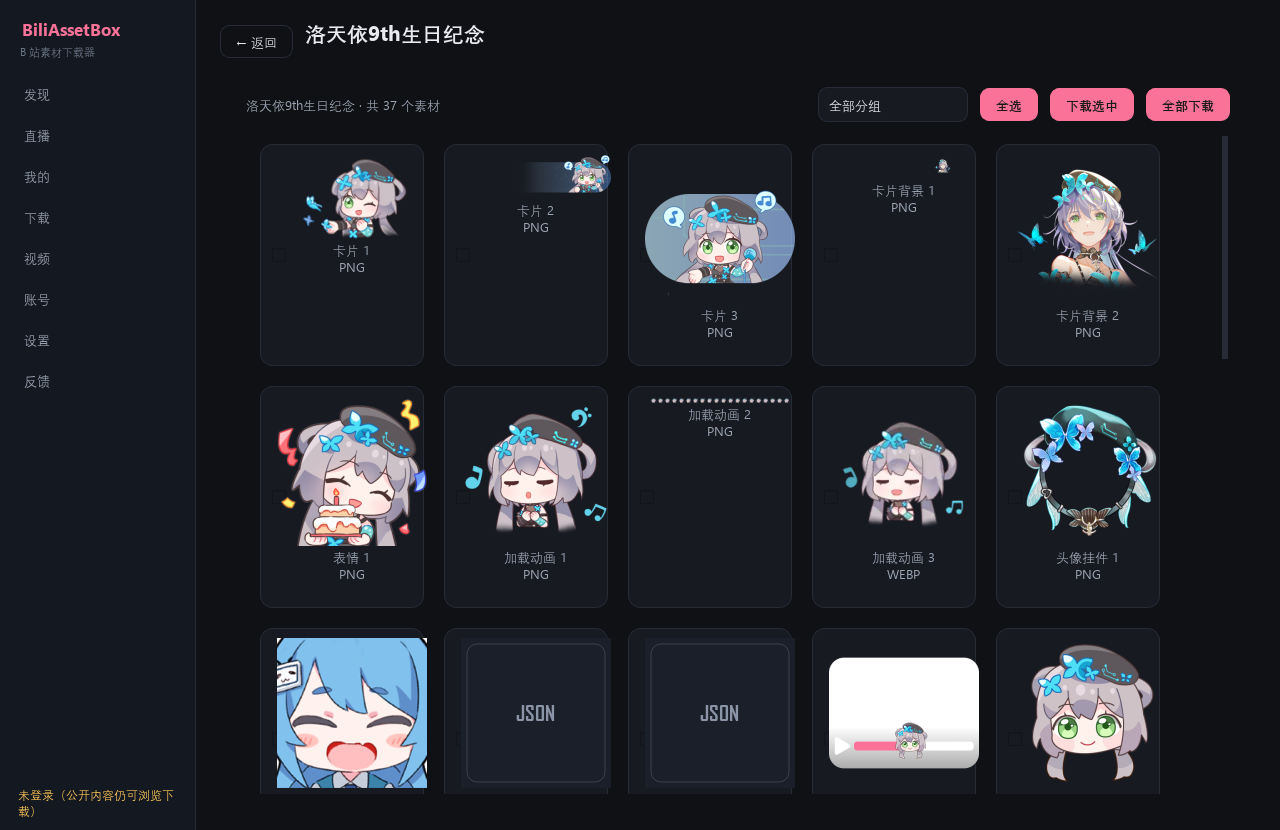 BiliAssetBox
B 站素材下载器
发现
直播
我的
下载
视频
账号
设置
反馈
未登录（公开内容仍可浏览下
载）
← 返回
洛天依9th生日纪念
洛天依9th生日纪念 · 共 37 个素材
全部分组
全选
下载选中
全部下载
卡片 1
PNG
卡片 2
PNG
卡片 3
PNG
卡片背景 1
PNG
卡片背景 2
PNG
表情 1
PNG
加载动画 1
PNG
加载动画 2
PNG
加载动画 3
WEBP
头像挂件 1
PNG
JSON
JSON